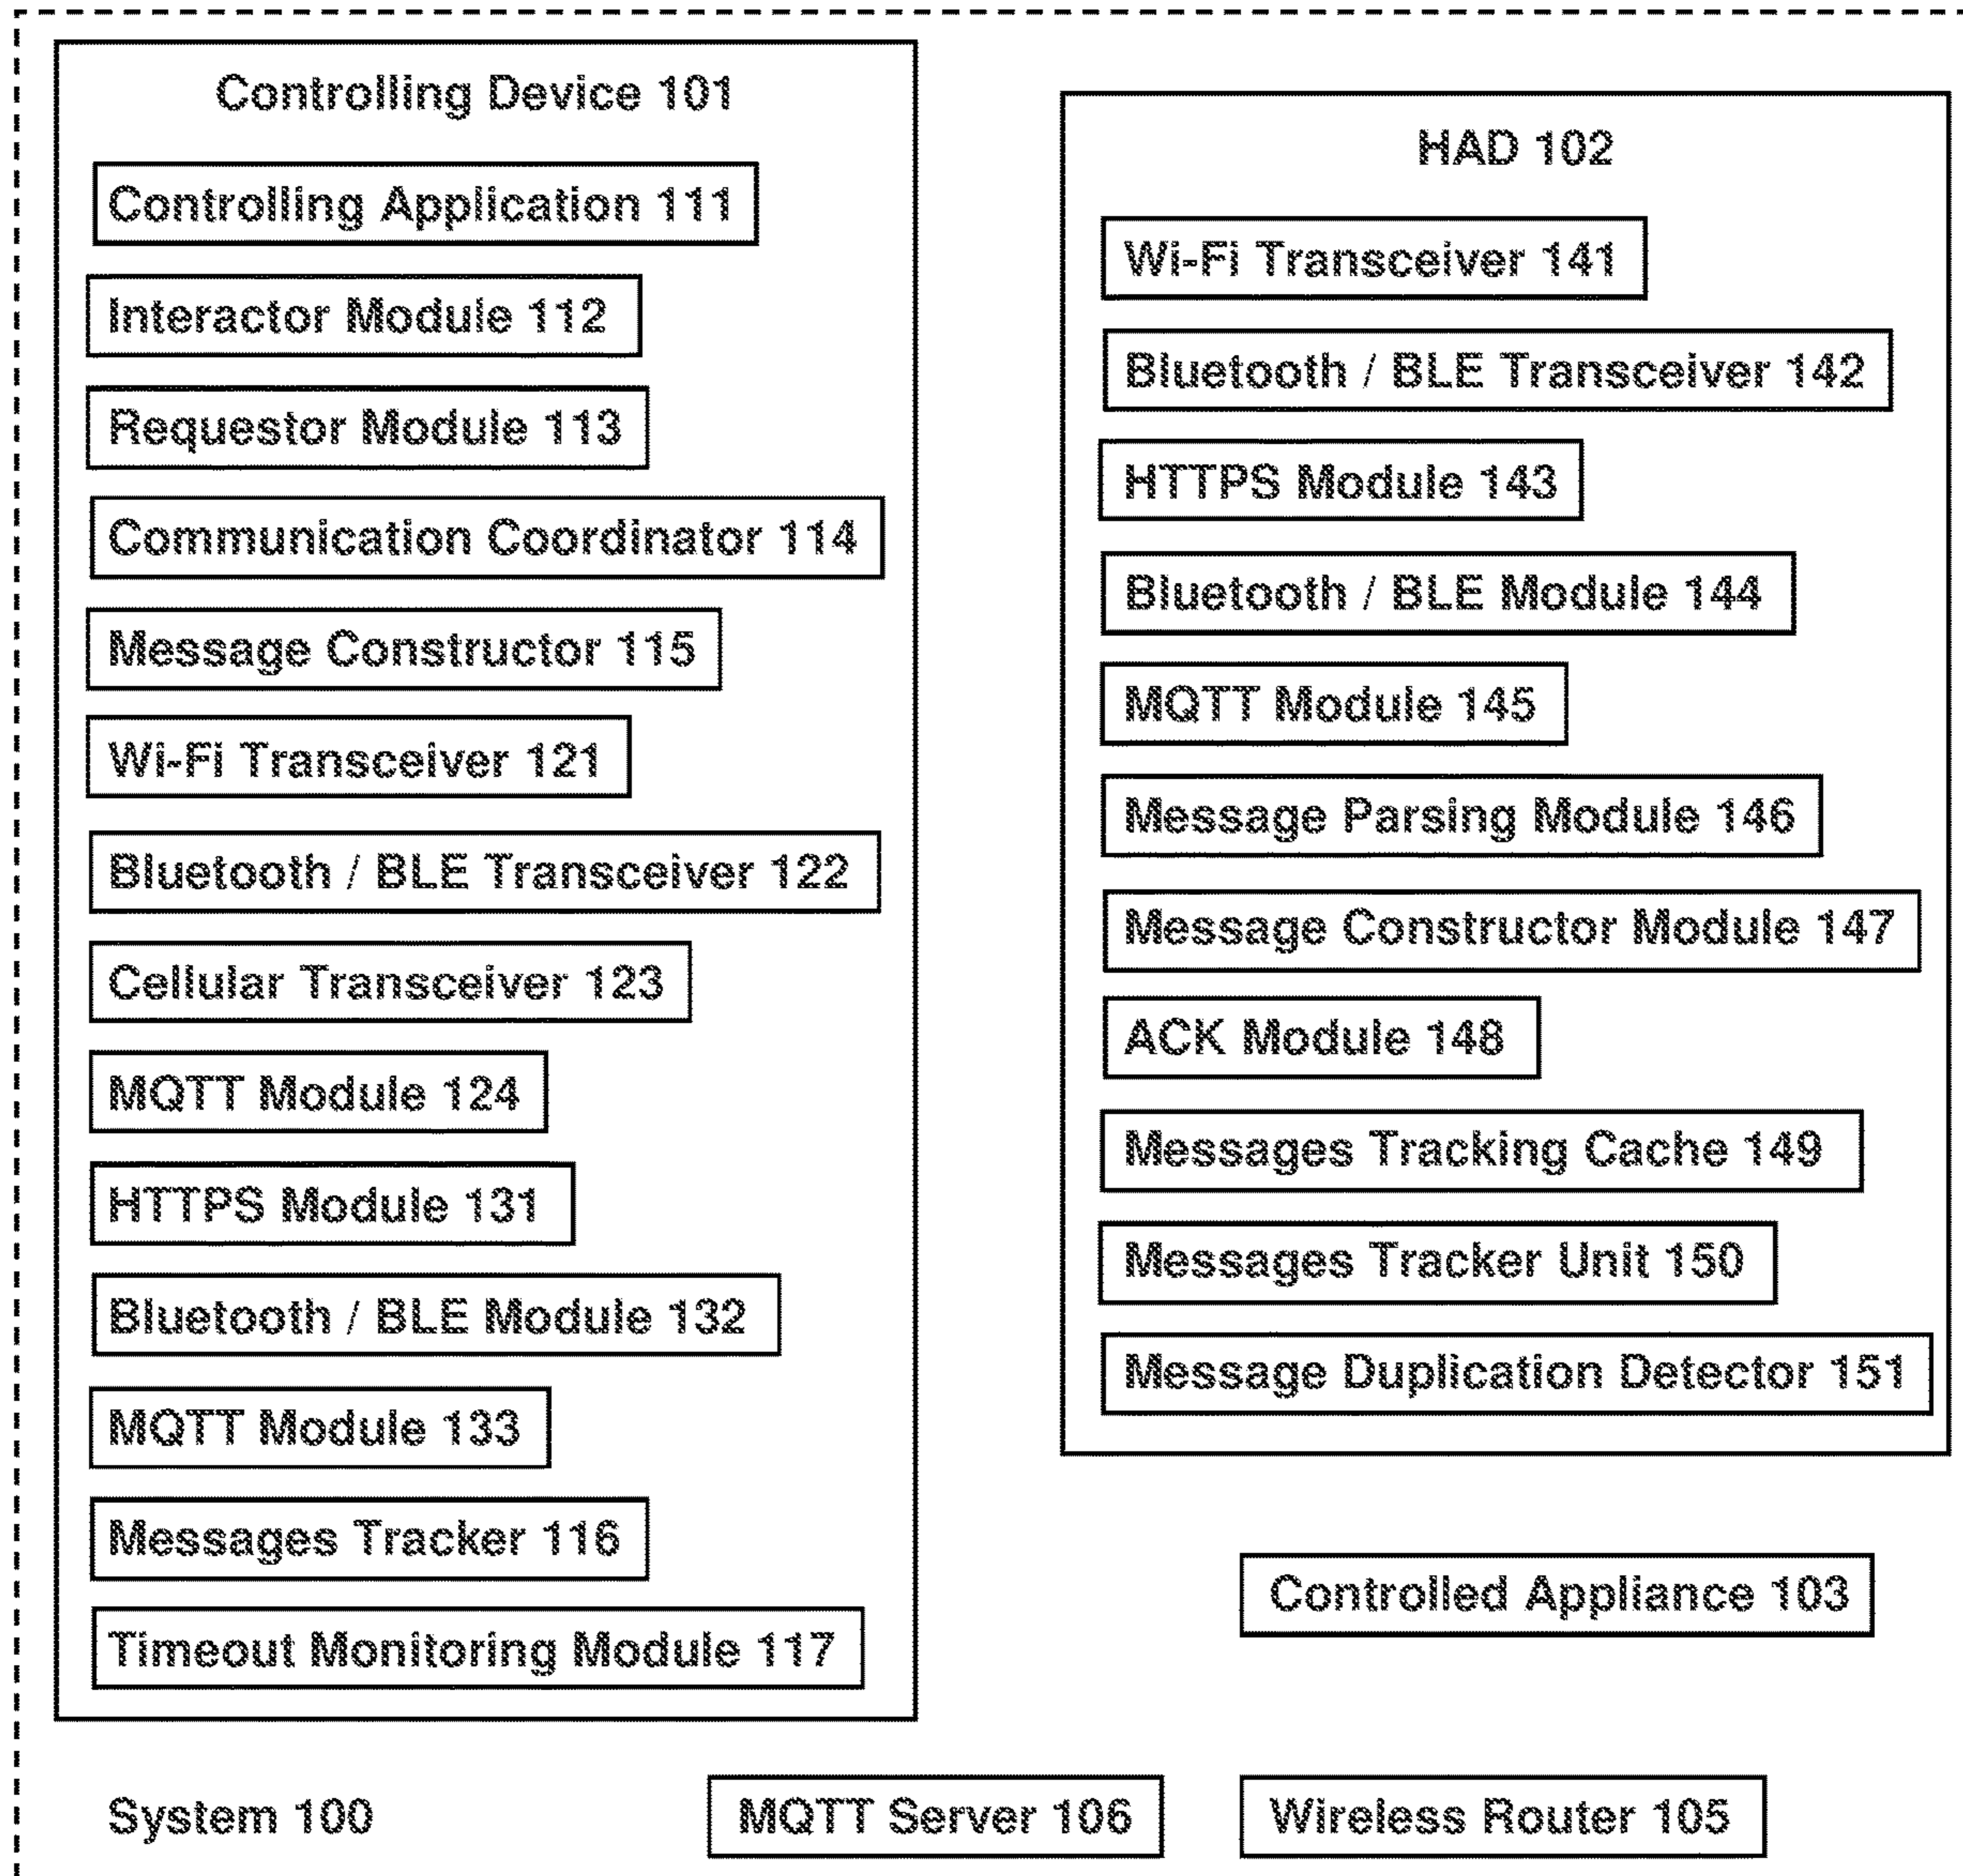 Controlling Device 101
Controlling Application 111
Interactor Module 112
Requestor Module 113
Communication Coordinator 114
Message Constructor 115
Wi-Fi Transceiver 121
Bluetooth / BLE Transceiver 122
Cellular Transceiver 123
MQTT Module 124
HTTPS Module 131
Bluetooth / BLE Module 132
MQTT Module 133
Messages Tracker 116
Timeout Monitoring Module 117
HAD 102
Wi-Fi Transceiver 141
Bluetooth / BLE Transceiver 142
HTTPS Module 143
Bluetooth / BLE Module 144
MQTT Module 145
Message Parsing Module 146
Message Constructor Module 147
ACK Module 148
Messages Tracking Cache 149
Messages Tracker Unit 150
Message Duplication Detector 151
Controlled Appliance 103
System 100
MQTT Server 106
Wireless Router 105